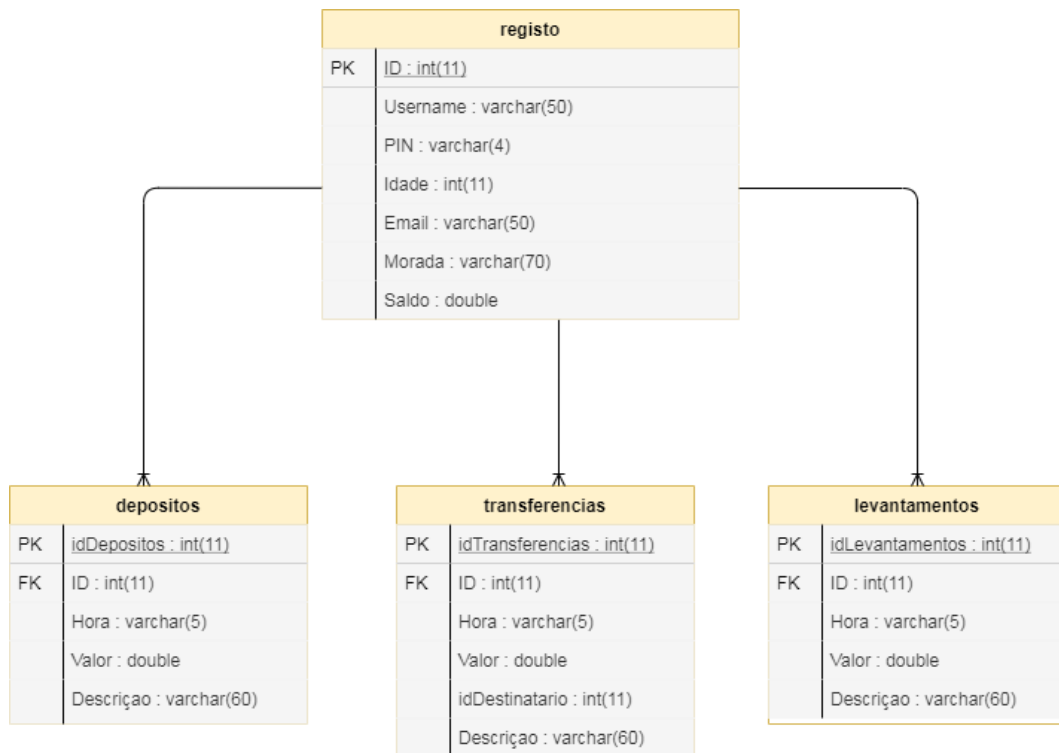 registo
PK ID : int(11)
Username : varchar(50)
PIN : varchar(4)
Idade : int(11)
Email : varchar(50)
Morada : varchar(70)
Saldo : double
depositos
PK idDepositos : int(11)
FK ID : int(11)
Hora : varchar(5)
Valor : double
Descriçao : varchar(60)
transferencias
PK idTransferencias : int(11)
FK ID : int(11)
Hora : varchar(5)
Valor : double
idDestinatario : int(11)
Descriçao : varchar(60)
levantamentos
PK idLevantamentos : int(11)
FK ID : int(11)
Hora : varchar(5)
Valor : double
Descriçao : varchar(60)